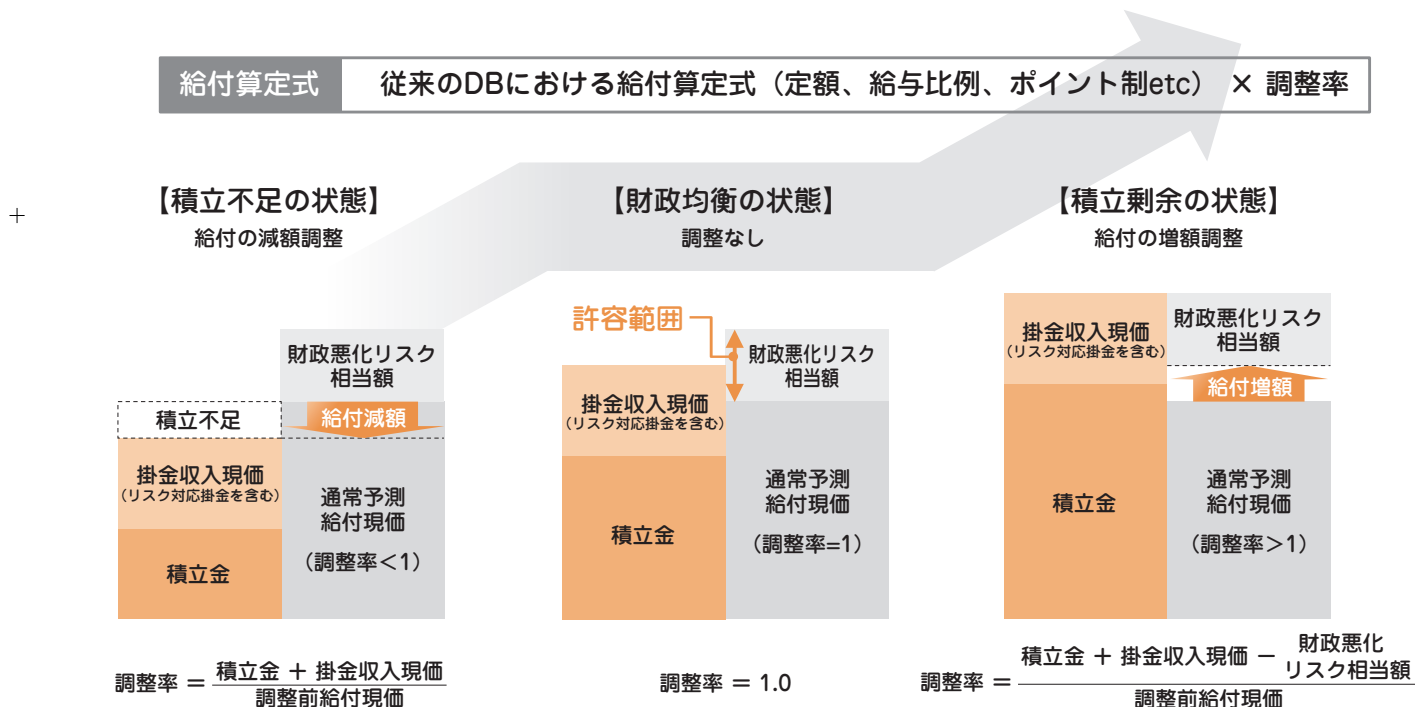 給付算定式 従来のDBにおける給付算定式（定額、給与比例、ポイント制etc） × 調整率
+
【積立不足の状態】
給付の減額調整
財政悪化リスク
相当額
積立不足
給付減額
掛金収入現価
（リスク対応掛金を含む）
積立金
通常予測
給付現価
（調整率＜1）
調整率 ＝ 積立金 ＋ 掛金収入現価
調整前給付現価
【財政均衡の状態】
調整なし
許容範囲
財政悪化リスク
相当額
掛金収入現価
（リスク対応掛金を含む）
積立金
通常予測
給付現価
（調整率=1）
調整率 ＝ 1.0
【積立剰余の状態】
給付の増額調整
掛金収入現価
（リスク対応掛金を含む）
財政悪化リスク
相当額
給付増額
積立金
通常予測
給付現価
（調整率＞1）
調整率 ＝ 積立金 ＋ 掛金収入現価 − 財政悪化
リスク相当額
調整前給付現価